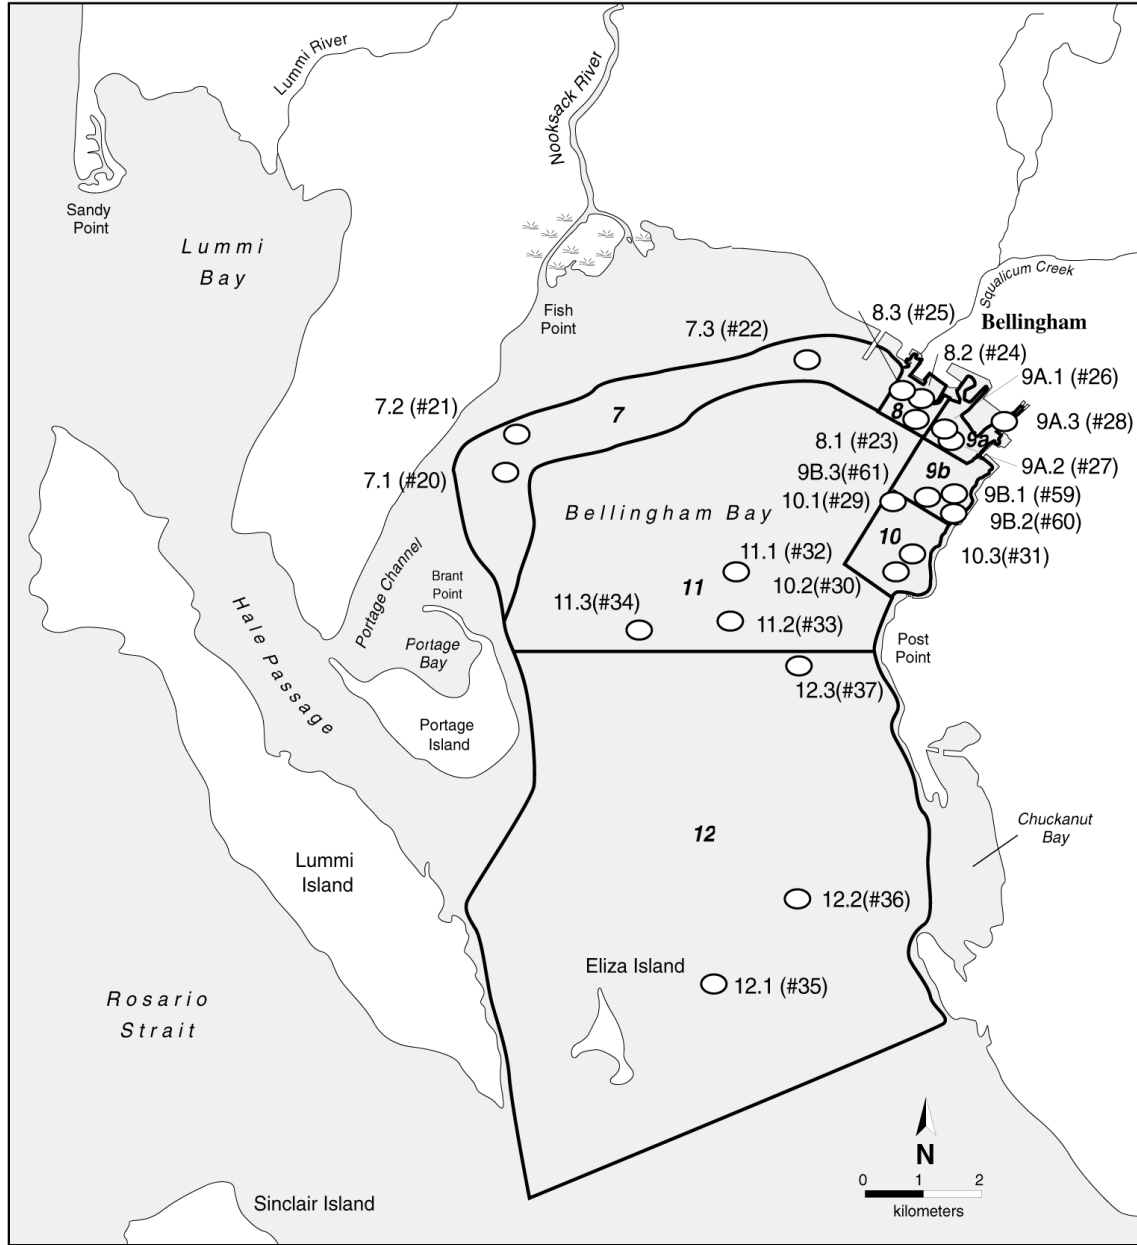 Lummi River
Nooksack River
Sandy
Point
Lummi
Bay
Squalicum Creek
Fish
Point
8.3 (#25)
Bellingham
7.3 (#22)
8.2 (#24)
9A.1 (#26)
7.2 (#21)
7
8
9A.3 (#28)
8.1 (#23)
9a
9A.2 (#27)
7.1 (#20)
9B.3(#61)
9b
9B.1 (#59)
10.1(#29)
Bellingham Bay
9B.2(#60)
10
10.3(#31)
11.1 (#32)
10.2(#30)
Portage Channel
Brant
Point
11
11.3(#34)
11.2(#33)
Hale Passage
Portage
Bay
Post
Point
12.3(#37)
Portage
Island
Chuckanut
Bay
12
Lummi
Island
12.2(#36)
Eliza Island
12.1 (#35)
Rosario
Strait
N
0 1 2
kilometers
Sinclair Island